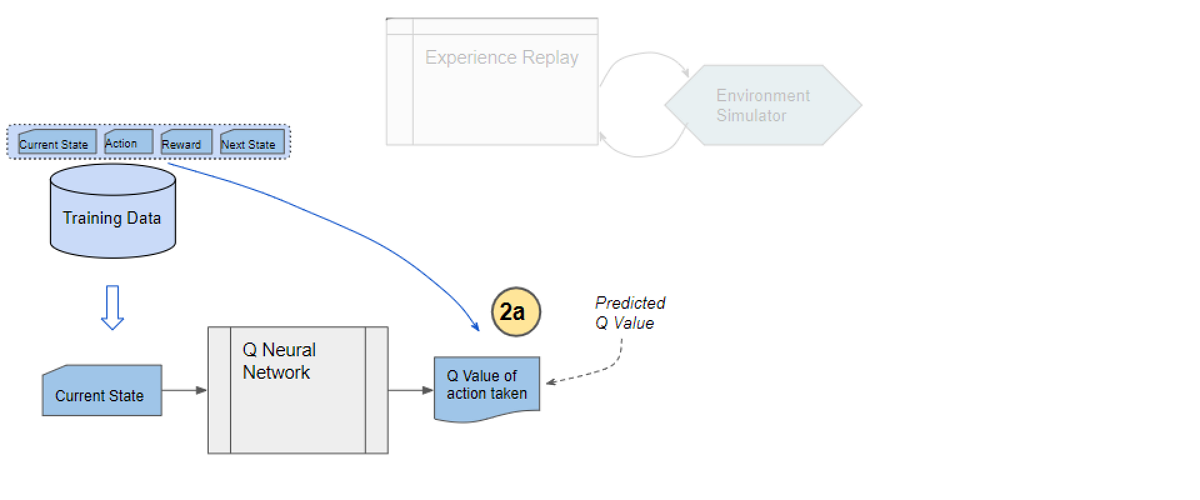 Experience Replay
Environment
Simulator
Current State
Action
Reward
Next State
Training Data
2a
Predicted
Q Value
Q Neural
Network
Q Value of
action taken
Current State